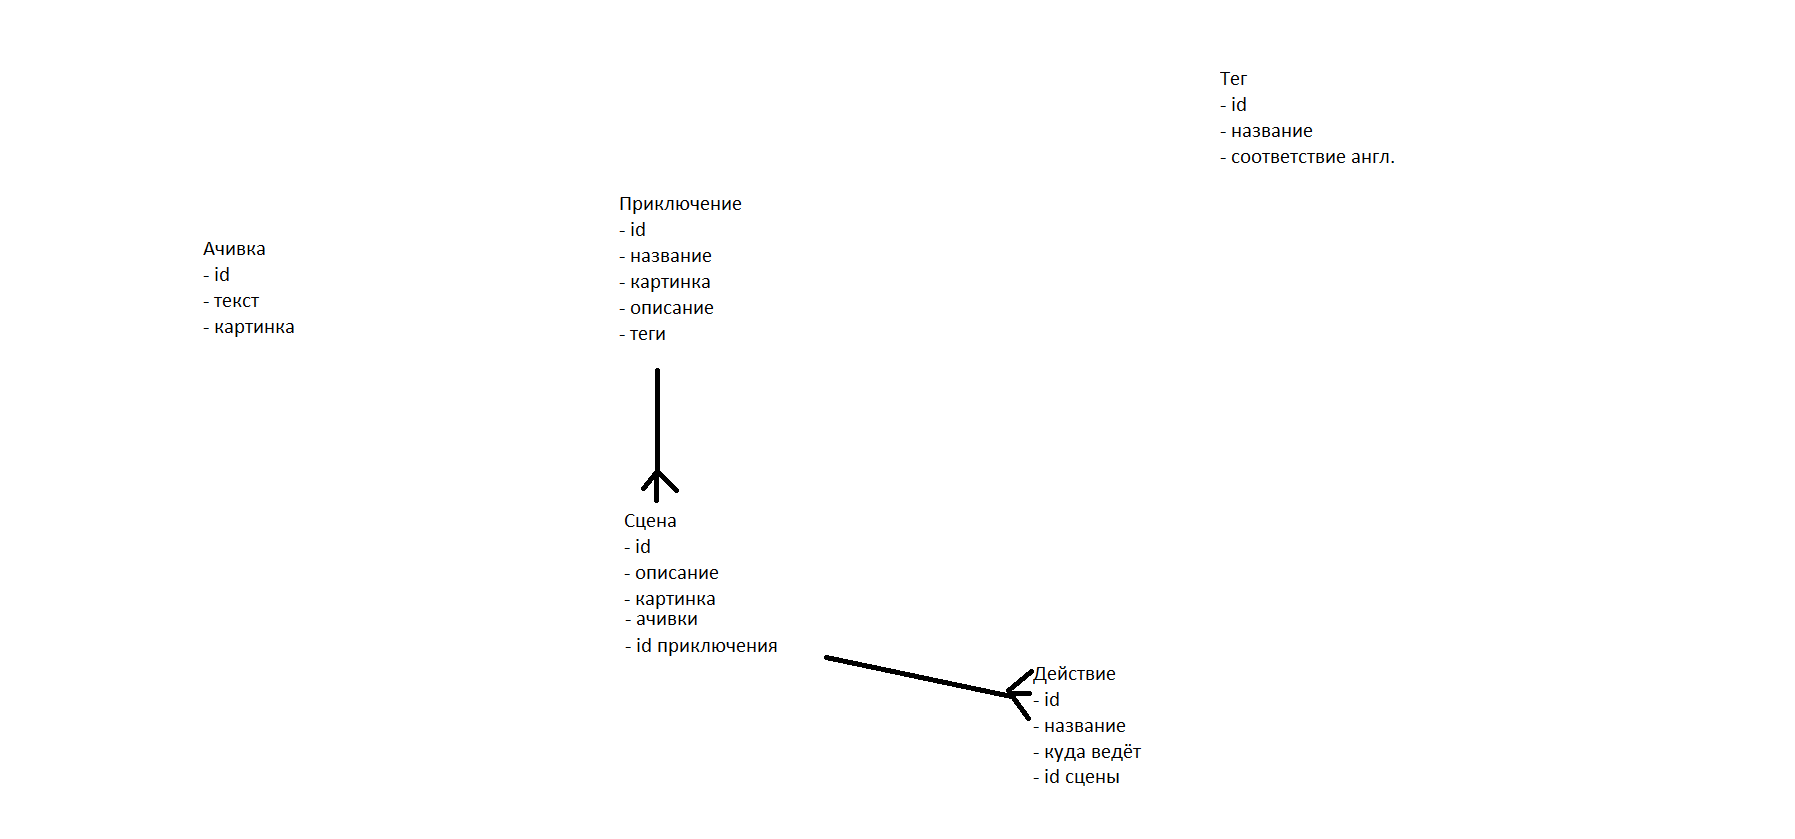 Тег
- id
- название
- соответствие англ.
Приключение
- id
- название
- картинка
- описание
- теги
Ачивка
- id
- текст
- картинка
Сцена
- id
- описание
- картинка
- ачивки
- id приключения
Действие
- id
- название
- куда ведёт
- id сцены